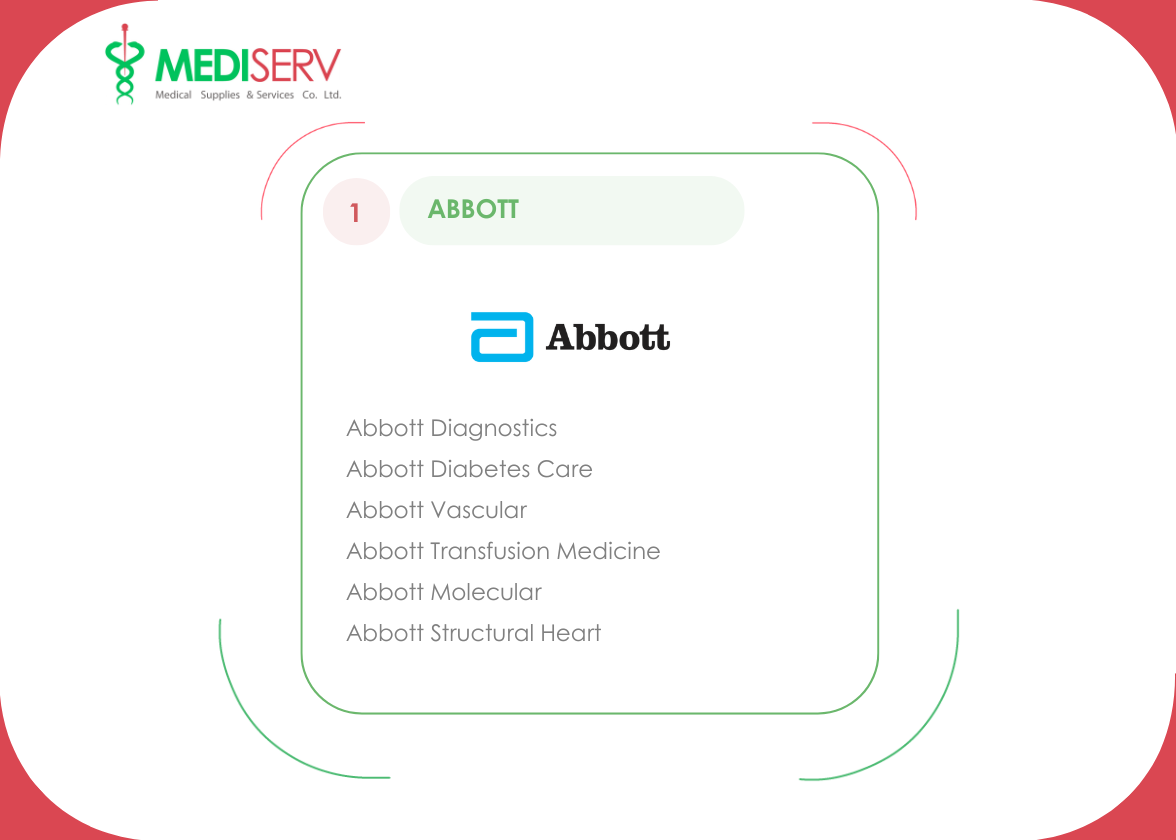 MEDISERV
Medical Supplies & Services Co. Ltd.
1
ABBOTT
Abbott
Abbott Diagnostics
Abbott Diabetes Care
Abbott Vascular
Abbott Transfusion Medicine
Abbott Molecular
Abbott Structural Heart